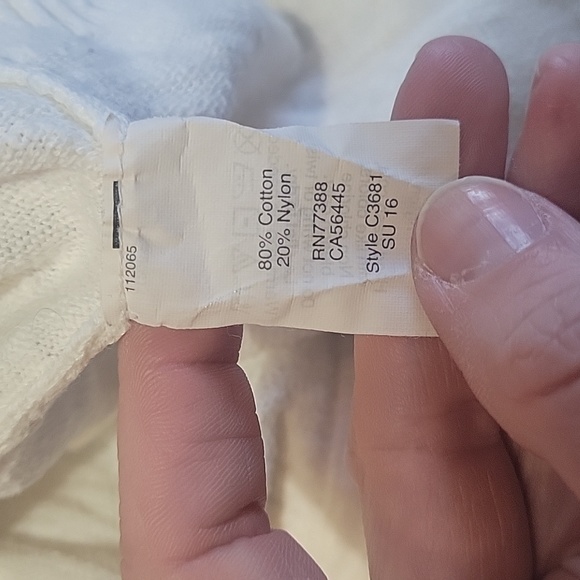 80% Cotton
20% Nylon
RN77388
CA56445
Style C3681
SU 16
112065